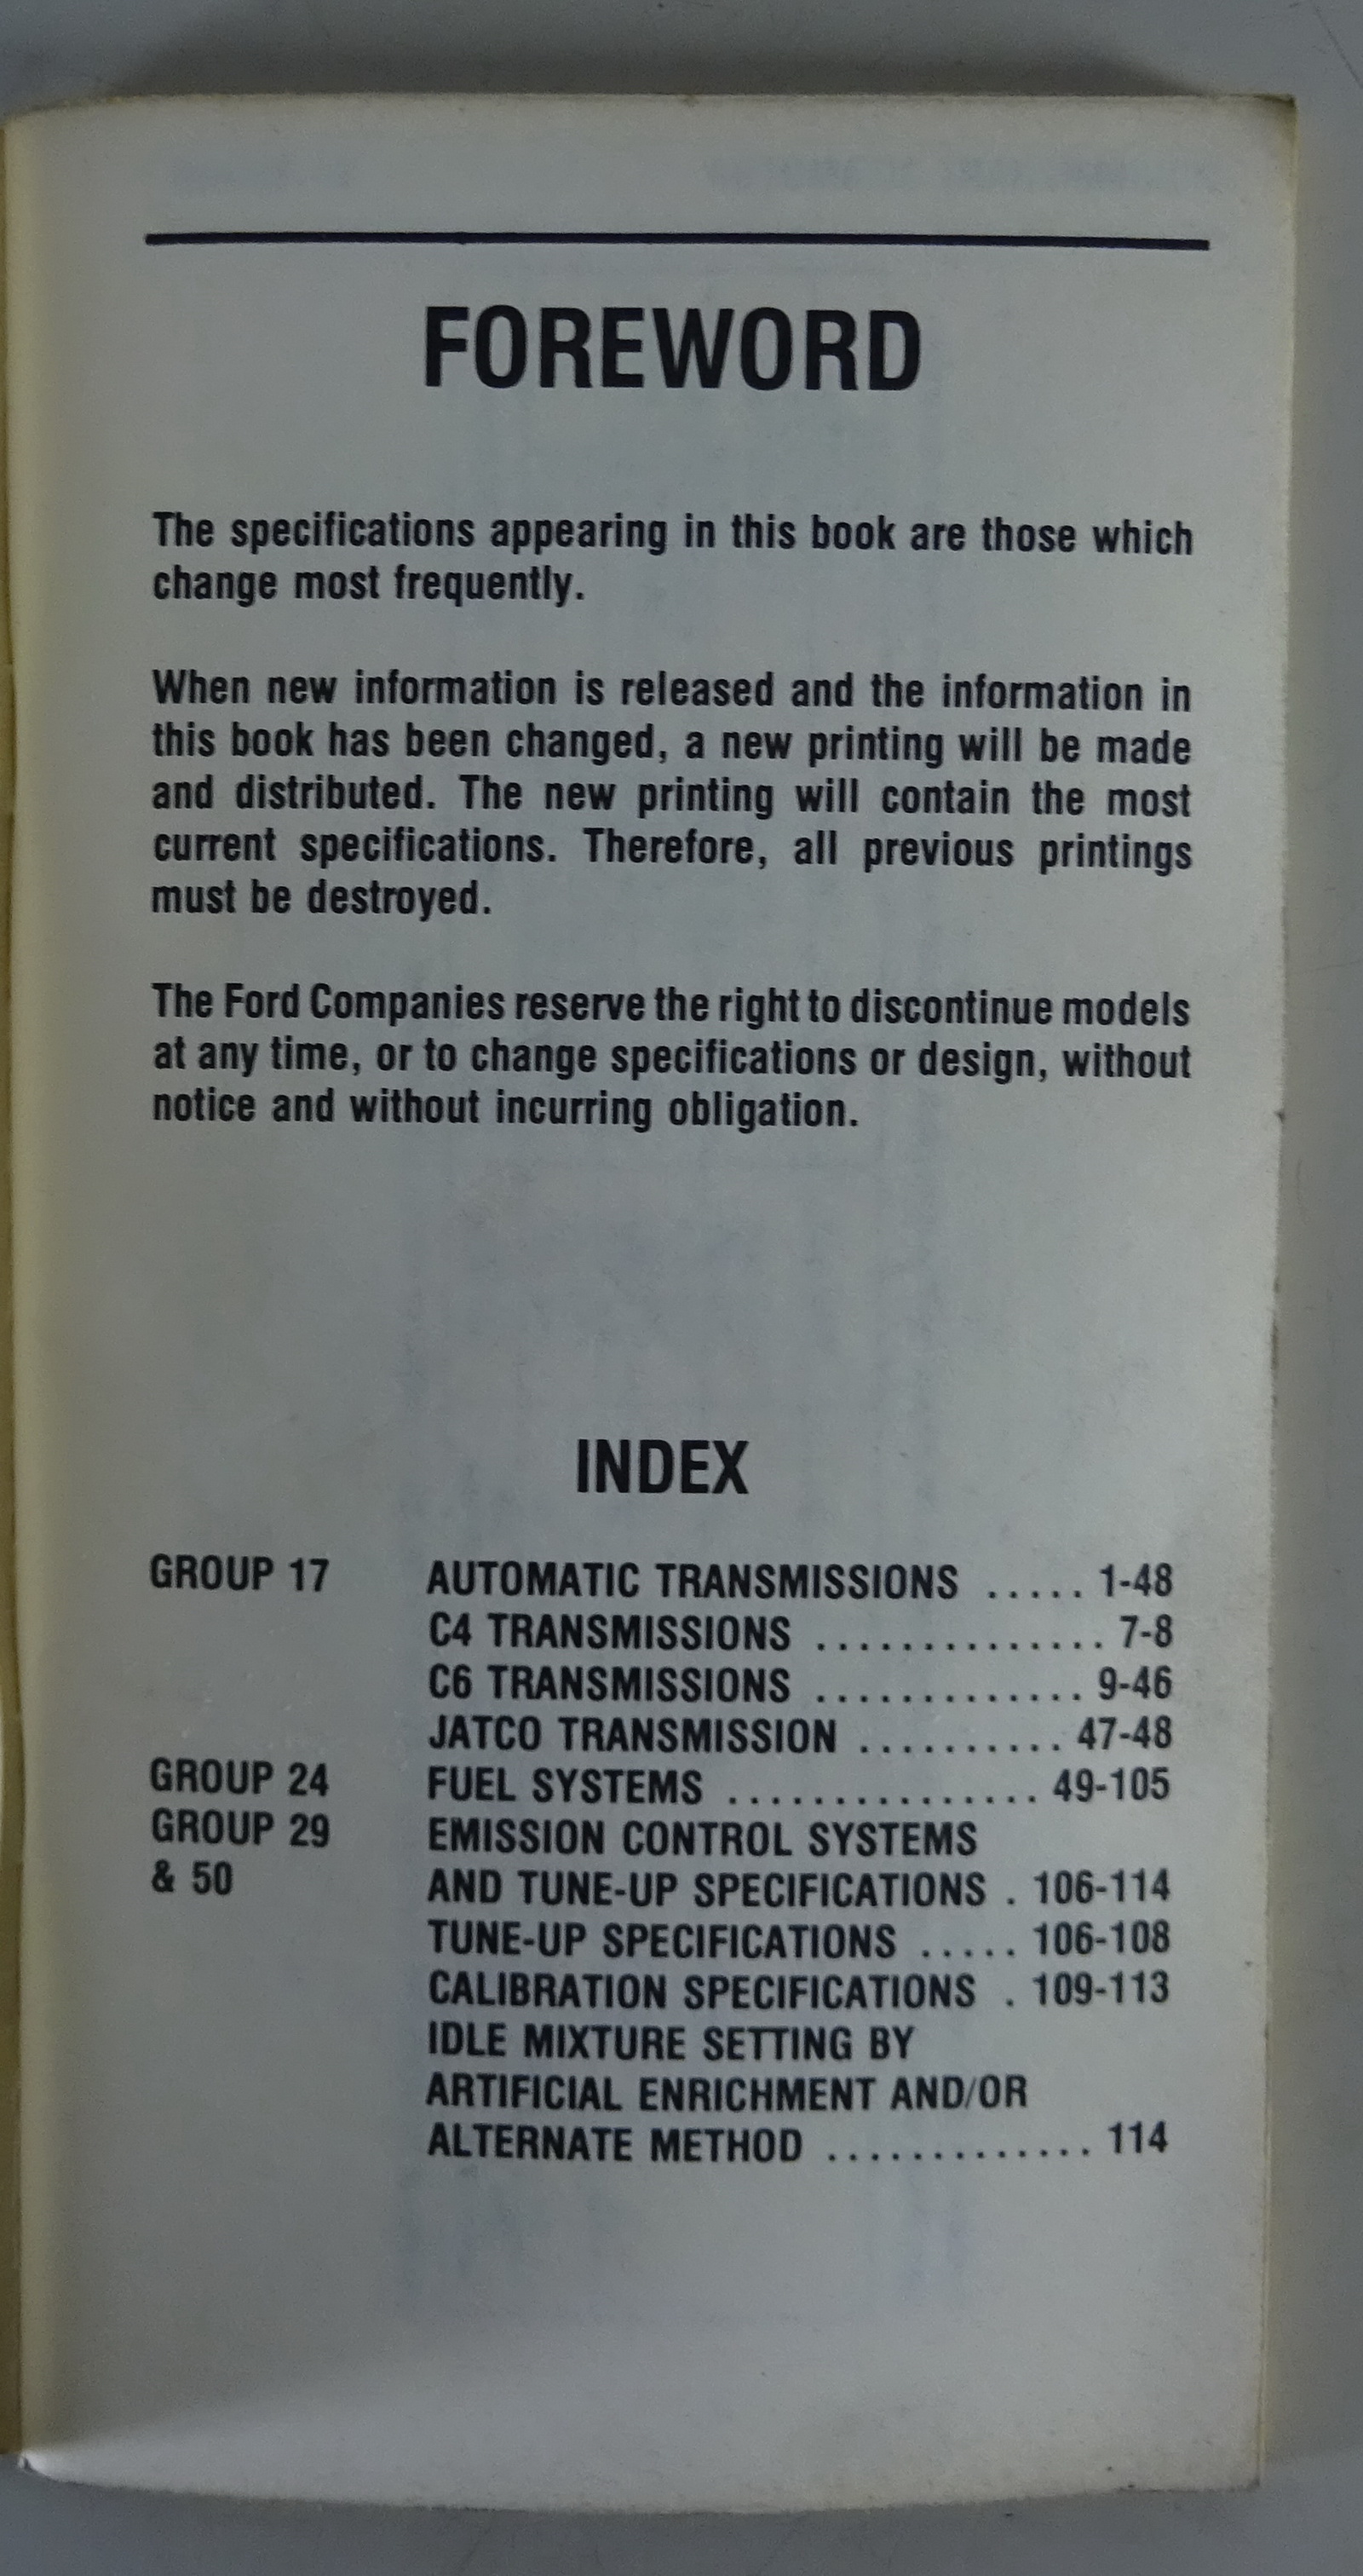 FOREWORD
The specifications appearing in this book are those which
change most frequently.
When new information is released and the information in
this book has been changed, a new printing will be made
and distributed. The new printing will contain the most
current specifications. Therefore, all previous printings
must be destroyed.
The Ford Companies reserve the right to discontinue models
at any time, or to change specifications or design, without
notice and without incurring obligation.
INDEX
GROUP 17 AUTOMATIC TRANSMISSIONS ..... 1-48
C4 TRANSMISSIONS .............. 7-8
C6 TRANSMISSIONS ............. 9-46
JATCO TRANSMISSION .......... 47-48
GROUP 24 FUEL SYSTEMS ............... 49-105
GROUP 29 EMISSION CONTROL SYSTEMS
& 50 AND TUNE-UP SPECIFICATIONS . 106-114
TUNE-UP SPECIFICATIONS ..... 106-108
CALIBRATION SPECIFICATIONS . 109-113
IDLE MIXTURE SETTING BY
ARTIFICIAL ENRICHMENT AND/OR
ALTERNATE METHOD ............. 114